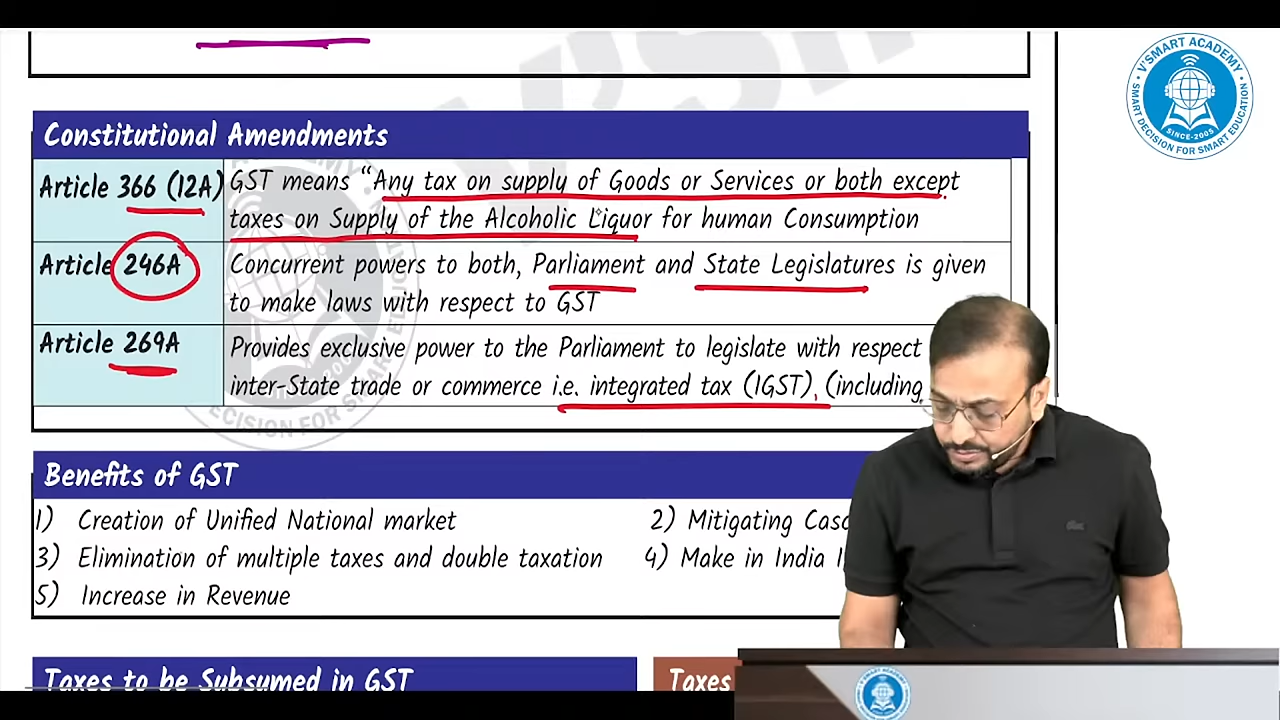 V'SMART ACADEMY
SMART DECISION FOR SMART EDUCATION
SINCE-2005
Constitutional Amendments
Article 366 (12A) GST means “Any tax on supply of Goods or Services or both except
taxes on Supply of the Alcoholic Liquor for human Consumption
Article 246A Concurrent powers to both, Parliament and State Legislatures is given
to make laws with respect to GST
Article 269A Provides exclusive power to the Parliament to legislate with respect
inter-State trade or commerce i.e. integrated tax (IGST), (including
Benefits of GST
1) Creation of Unified National market 2) Mitigating
3) Elimination of multiple taxes and double taxation 4) Make in India
5) Increase in Revenue
Taxes to be Subsumed in GST Taxes